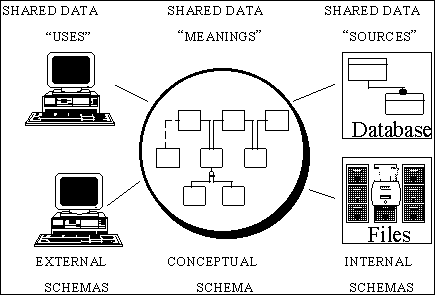 SHARED DATA SHARED DATA SHARED DATA
“USES” “MEANINGS” “SOURCES”
Database
Files
EXTERNAL CONCEPTUAL INTERNAL
SCHEMAS SCHEMA SCHEMAS